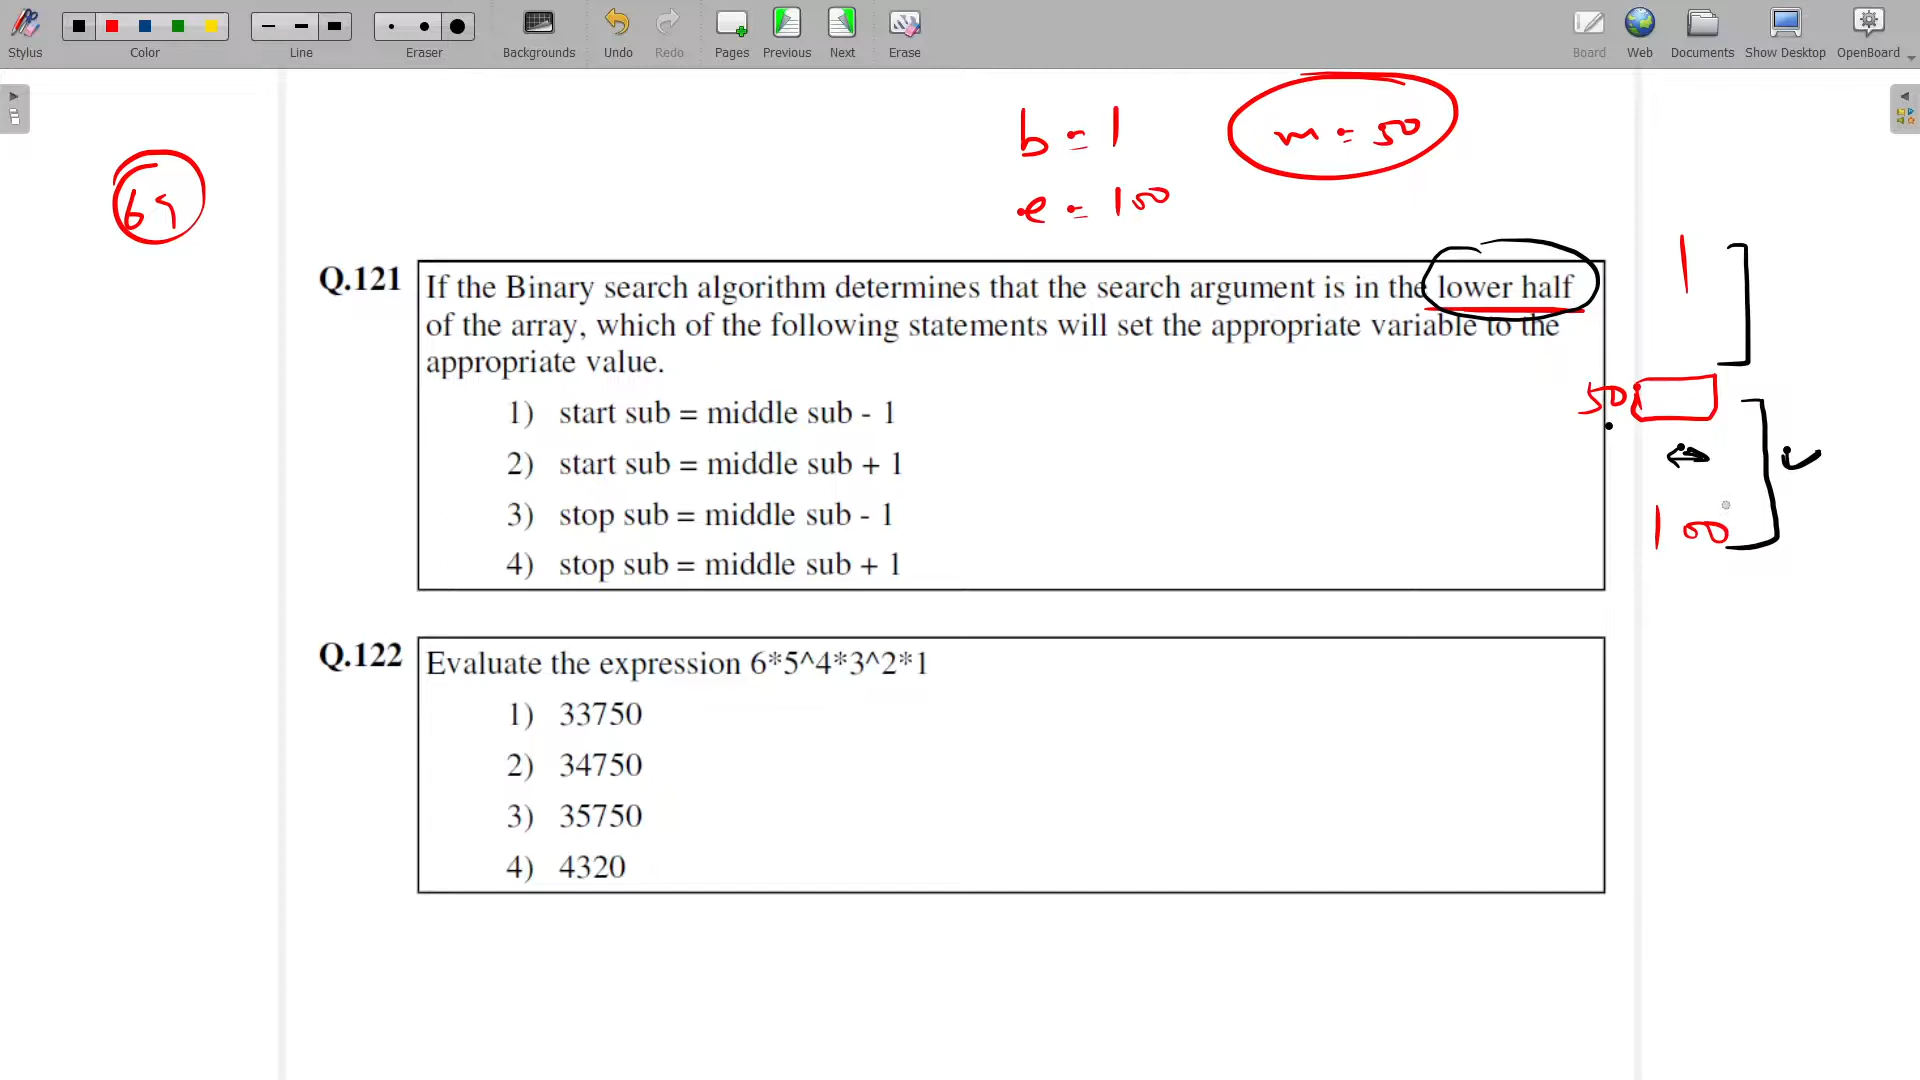 Stylus
Color
Line
Eraser
Backgrounds
Undo
Redo
Pages
Previous
Next
Erase
Board
Web
Documents
Show Desktop
OpenBoard
b = 1
m = 50
e = 100
69
Q.121
If the Binary search algorithm determines that the search argument is in the lower half
of the array, which of the following statements will set the appropriate variable to the
appropriate value.
1) start sub = middle sub - 1
2) start sub = middle sub + 1
3) stop sub = middle sub - 1
4) stop sub = middle sub + 1
1
50
100
Q.122
Evaluate the expression 6*5^4*3^2*1
1) 33750
2) 34750
3) 35750
4) 4320